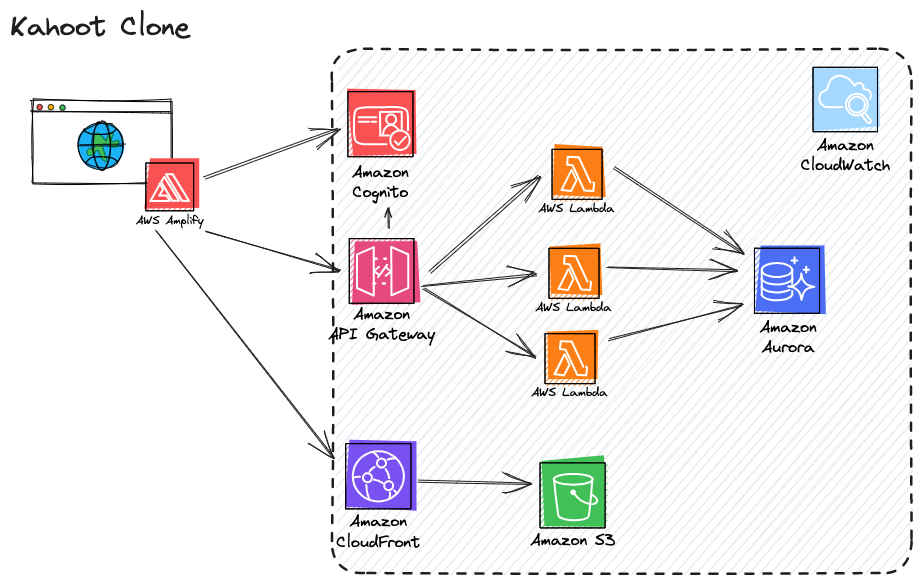 Kahoot Clone
Amazon
Cognito
Amazon
CloudWatch
AWS Amplify
AWS Lambda
Amazon
API Gateway
AWS Lambda
Amazon
Aurora
AWS Lambda
Amazon
CloudFront
Amazon S3